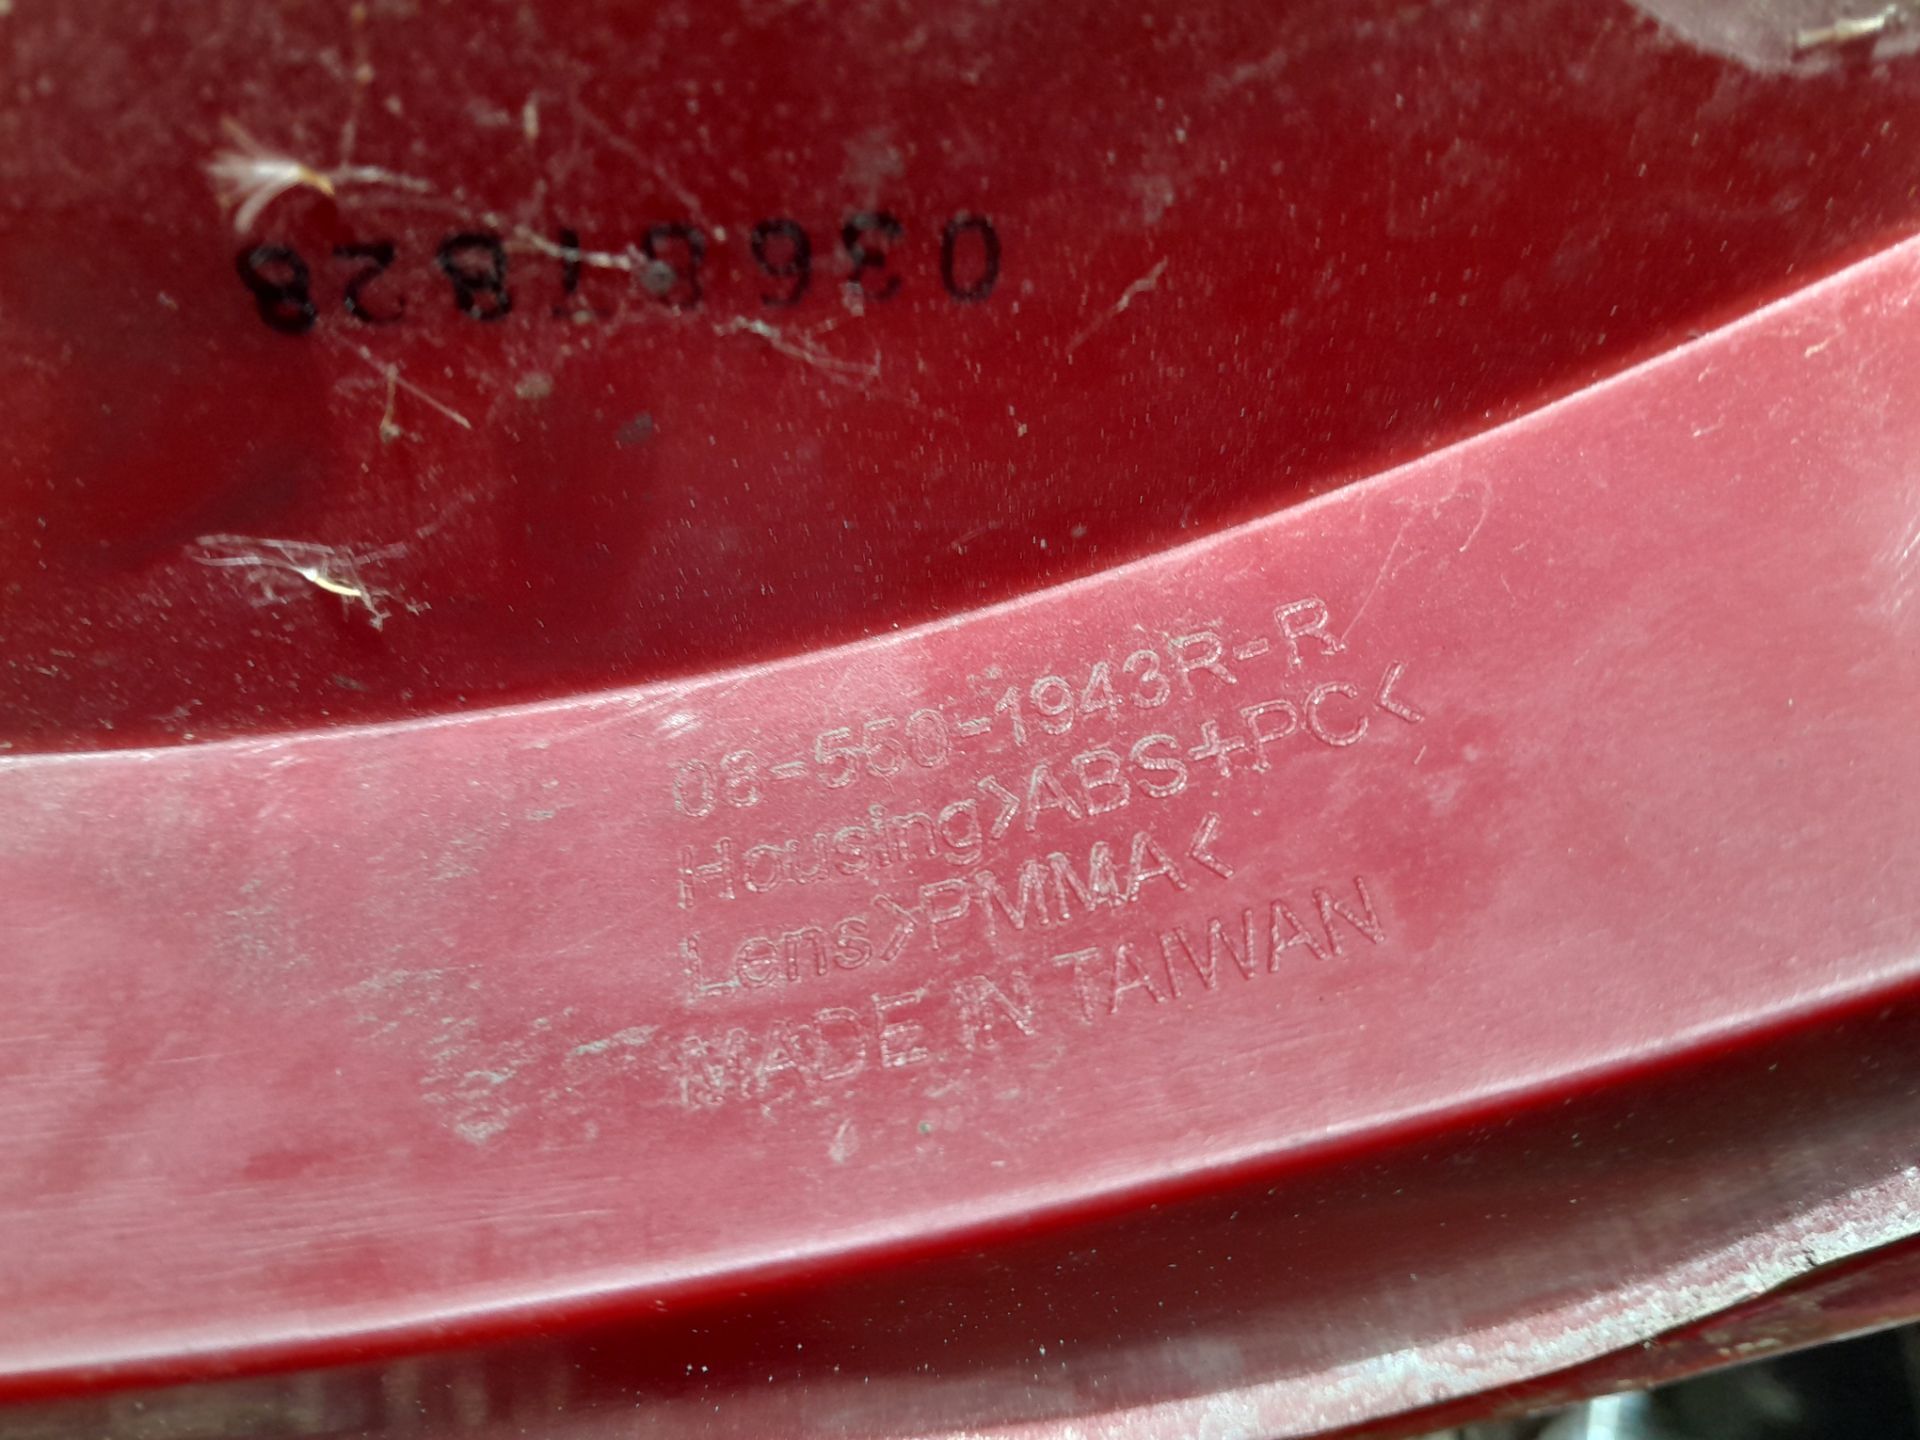 08-550-1943R-R
Housing>ABS+PC<
Lens>PMMA<
MADE IN TAIWAN